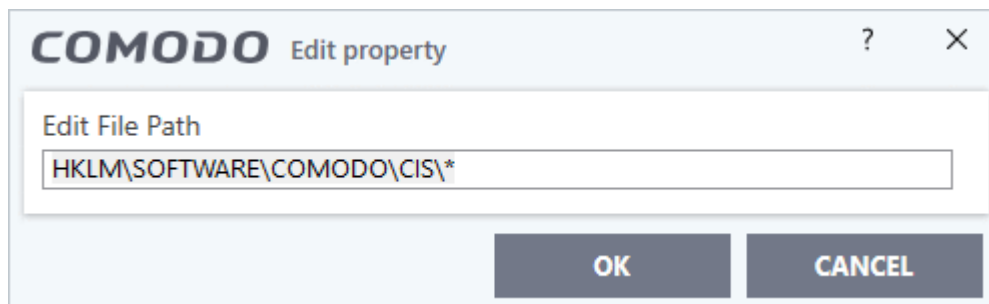 COMODO Edit property ? ×
Edit File Path
HKLM\SOFTWARE\COMODO\CIS\*
OK CANCEL